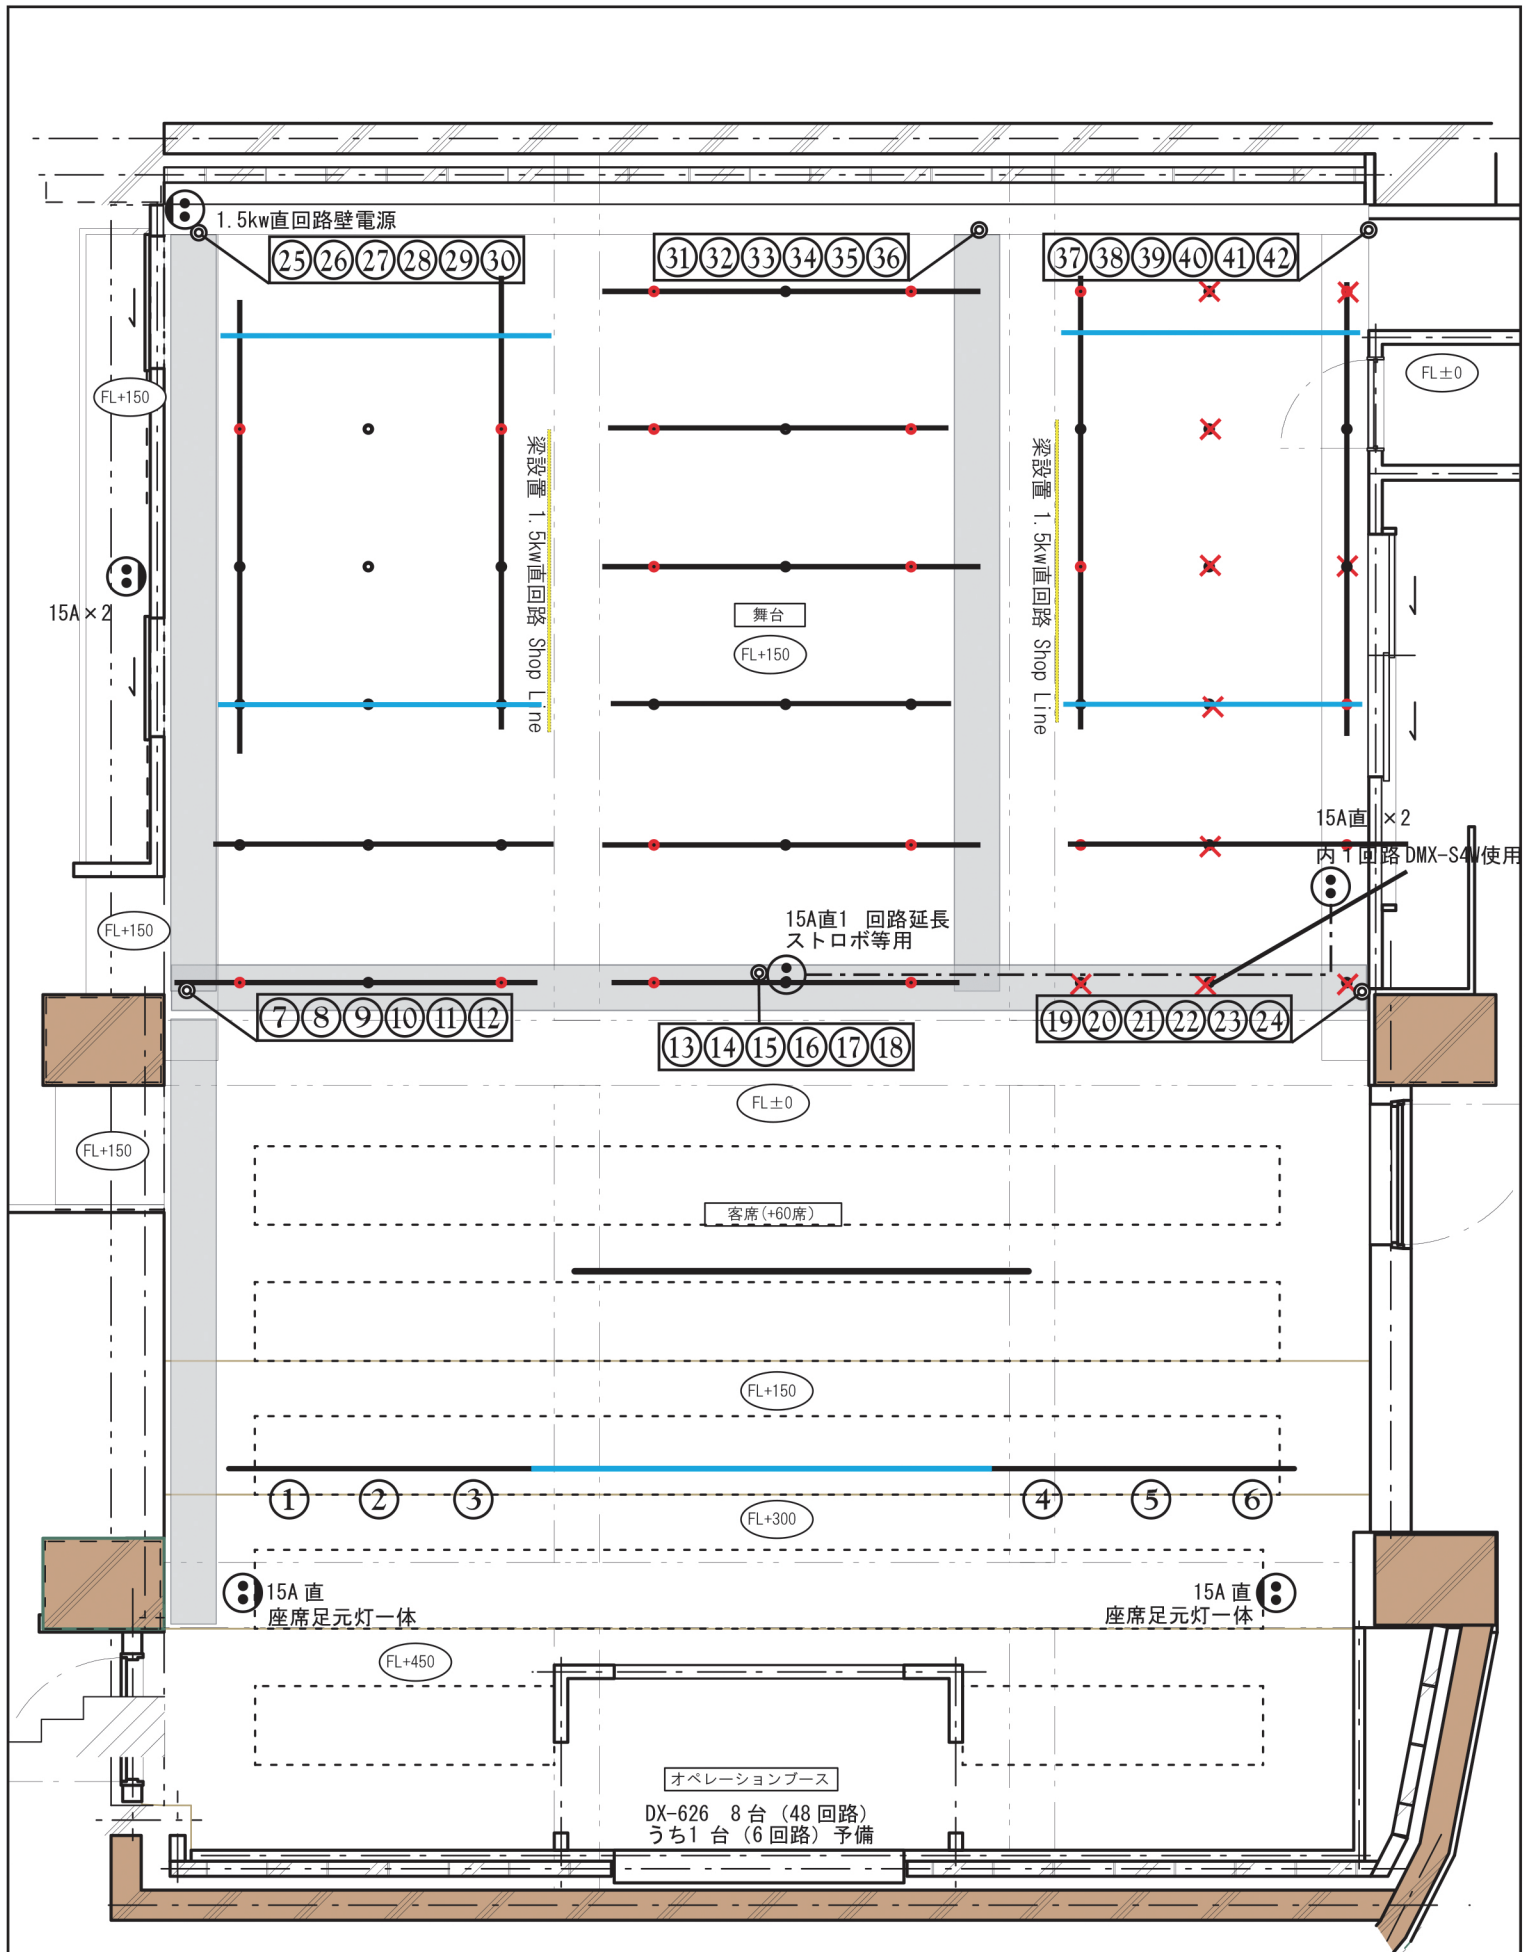 1.5kw直回路壁電源
25 26 27 28 29 30
31 32 33 34 35 36
37 38 39 40 41 42
FL+150
FL±0
梁設置 1.5kw直回路 Shop Line
梁設置 1.5kw直回路 Shop Line
15A×2
舞台
FL+150
15A直 ×2
内1回路DMX-S4W使用
FL+150
15A直1 回路延長
ストロボ等用
7 8 9 10 11 12
13 14 15 16 17 18
19 20 21 22 23 24
FL±0
FL+150
客席(+60席)
FL+150
1 2 3
4 5 6
FL+300
15A 直
座席足元灯一体
15A 直
座席足元灯一体
FL+450
オペレーションブース
DX-626 8台 (48回路)
うち1 台 (6回路) 予備